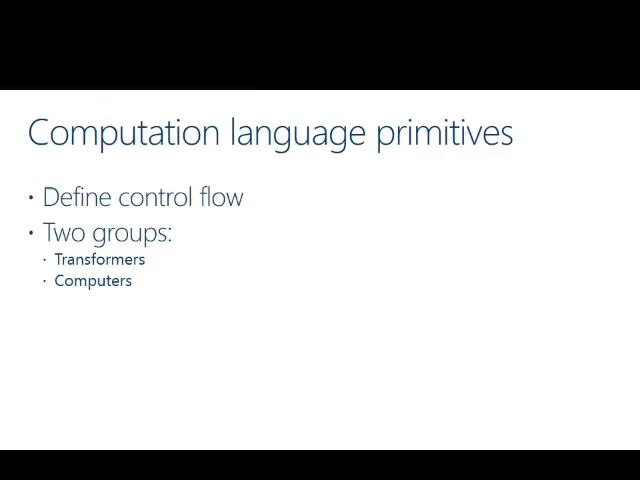 Computation language primitives
• Define control flow
• Two groups:
• Transformers
• Computers